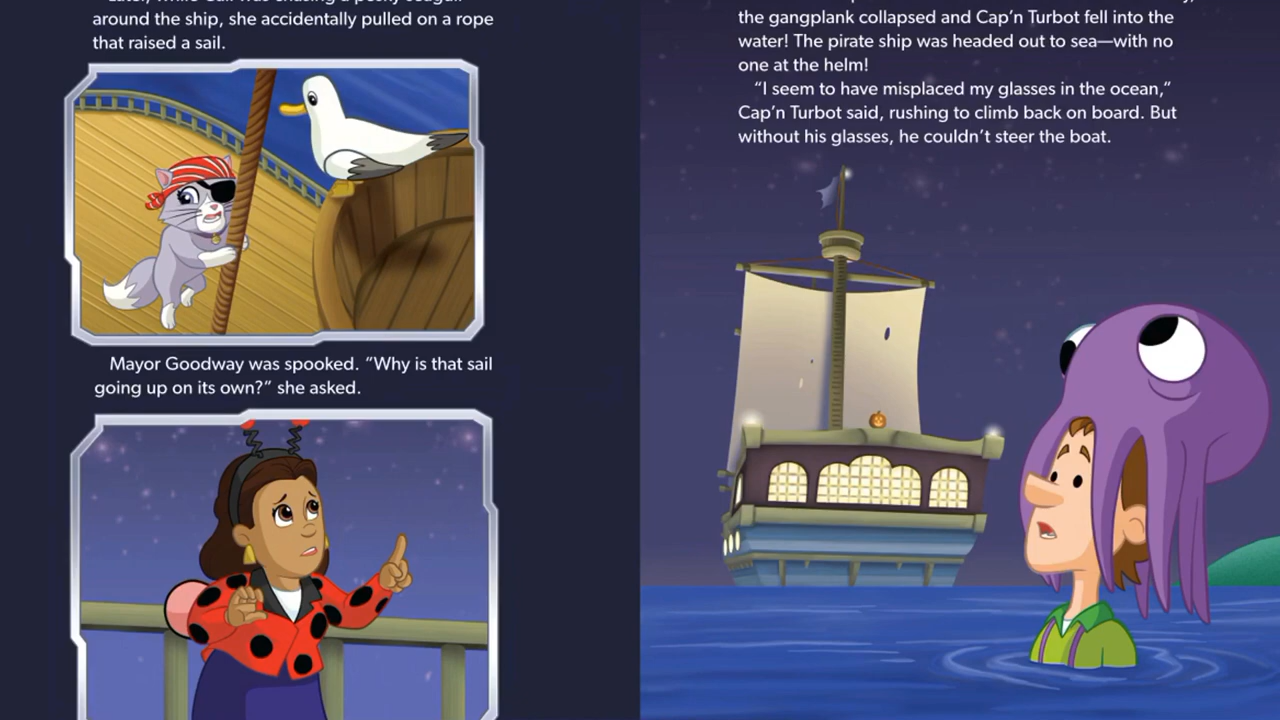 around the ship, she accidentally pulled on a rope
that raised a sail.
Mayor Goodway was spooked. “Why is that sail
going up on its own?” she asked.
the gangplank collapsed and Cap’n Turbot fell into the
water! The pirate ship was headed out to sea—with no
one at the helm!
“I seem to have misplaced my glasses in the ocean,“
Cap’n Turbot said, rushing to climb back on board. But
without his glasses, he couldn’t steer the boat.